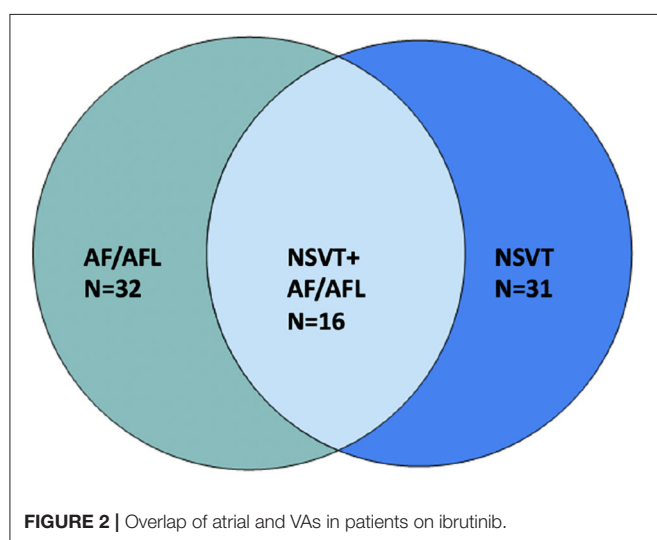 AF/AFL
N=32
NSVT+
AF/AFL
N=16
NSVT
N=31
FIGURE 2 | Overlap of atrial and VAs in patients on ibrutinib.